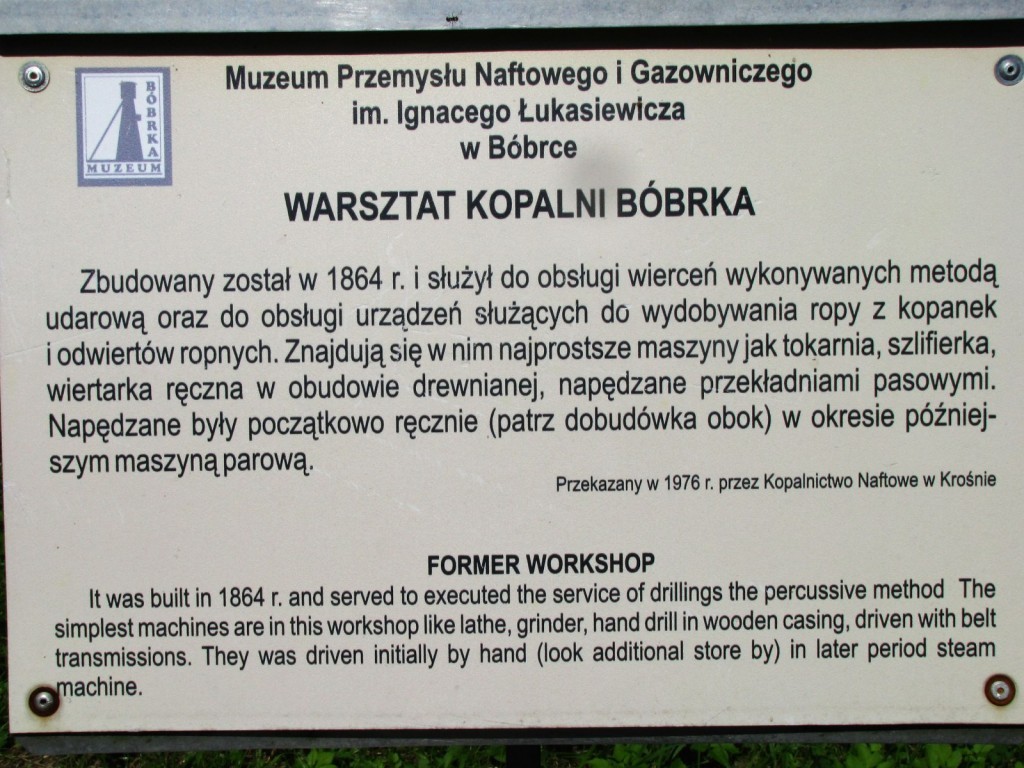 BÓBRKA
MUZEUM
Muzeum Przemysłu Naftowego i Gazowniczego
im. Ignacego Łukasiewicza
w Bóbrce
WARSZTAT KOPALNI BÓBRKA
Zbudowany został w 1864 r. i służył do obsługi wierceń wykonywanych metodą
udarową oraz do obsługi urządzeń służących do wydobywania ropy z kopanek
i odwiertów ropnych. Znajdują się w nim najprostsze maszyny jak tokarnia, szlifierka,
wiertarka ręczna w obudowie drewnianej, napędzane przekładniami pasowymi.
Napędzane były początkowo ręcznie (patrz dobudówka obok) w okresie później-
szym maszyną parową.
Przekazany w 1976 r. przez Kopalnictwo Naftowe w Krośnie
FORMER WORKSHOP
It was built in 1864 r. and served to executed the service of drillings the percussive method The
simplest machines are in this workshop like lathe, grinder, hand drill in wooden casing, driven with belt
transmissions. They was driven initially by hand (look additional store by) in later period steam
machine.